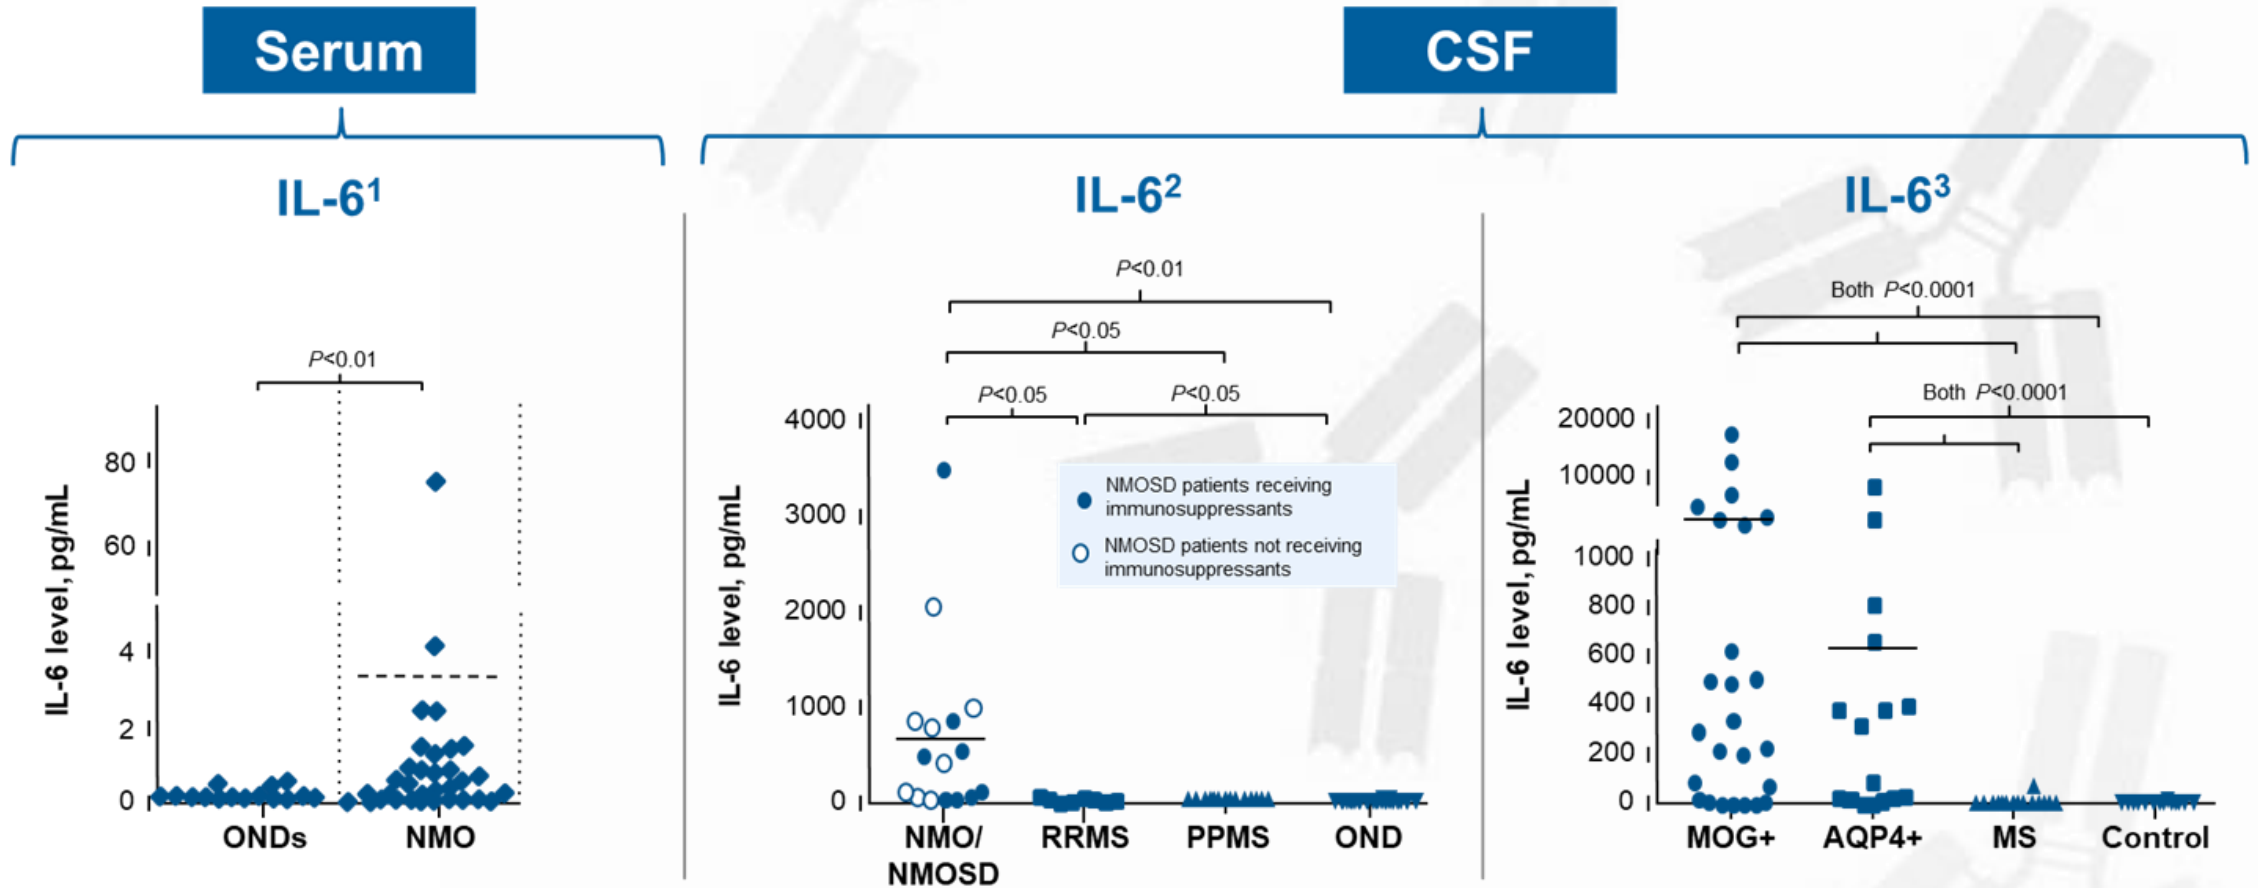 Serum
CSF
IL-6¹
IL-6²
IL-6³
P<0.01
IL-6 level, pg/mL
80
60
4
2
0
ONDs
NMO
P<0.01
P<0.05
P<0.05
P<0.05
IL-6 level, pg/mL
4000
3000
2000
1000
0
NMOSD patients receiving
immunosuppressants
NMOSD patients not receiving
immunosuppressants
NMO/
NMOSD
RRMS
PPMS
OND
Both P<0.0001
Both P<0.0001
IL-6 level, pg/mL
20000
10000
1000
800
600
400
200
0
MOG+
AQP4+
MS
Control